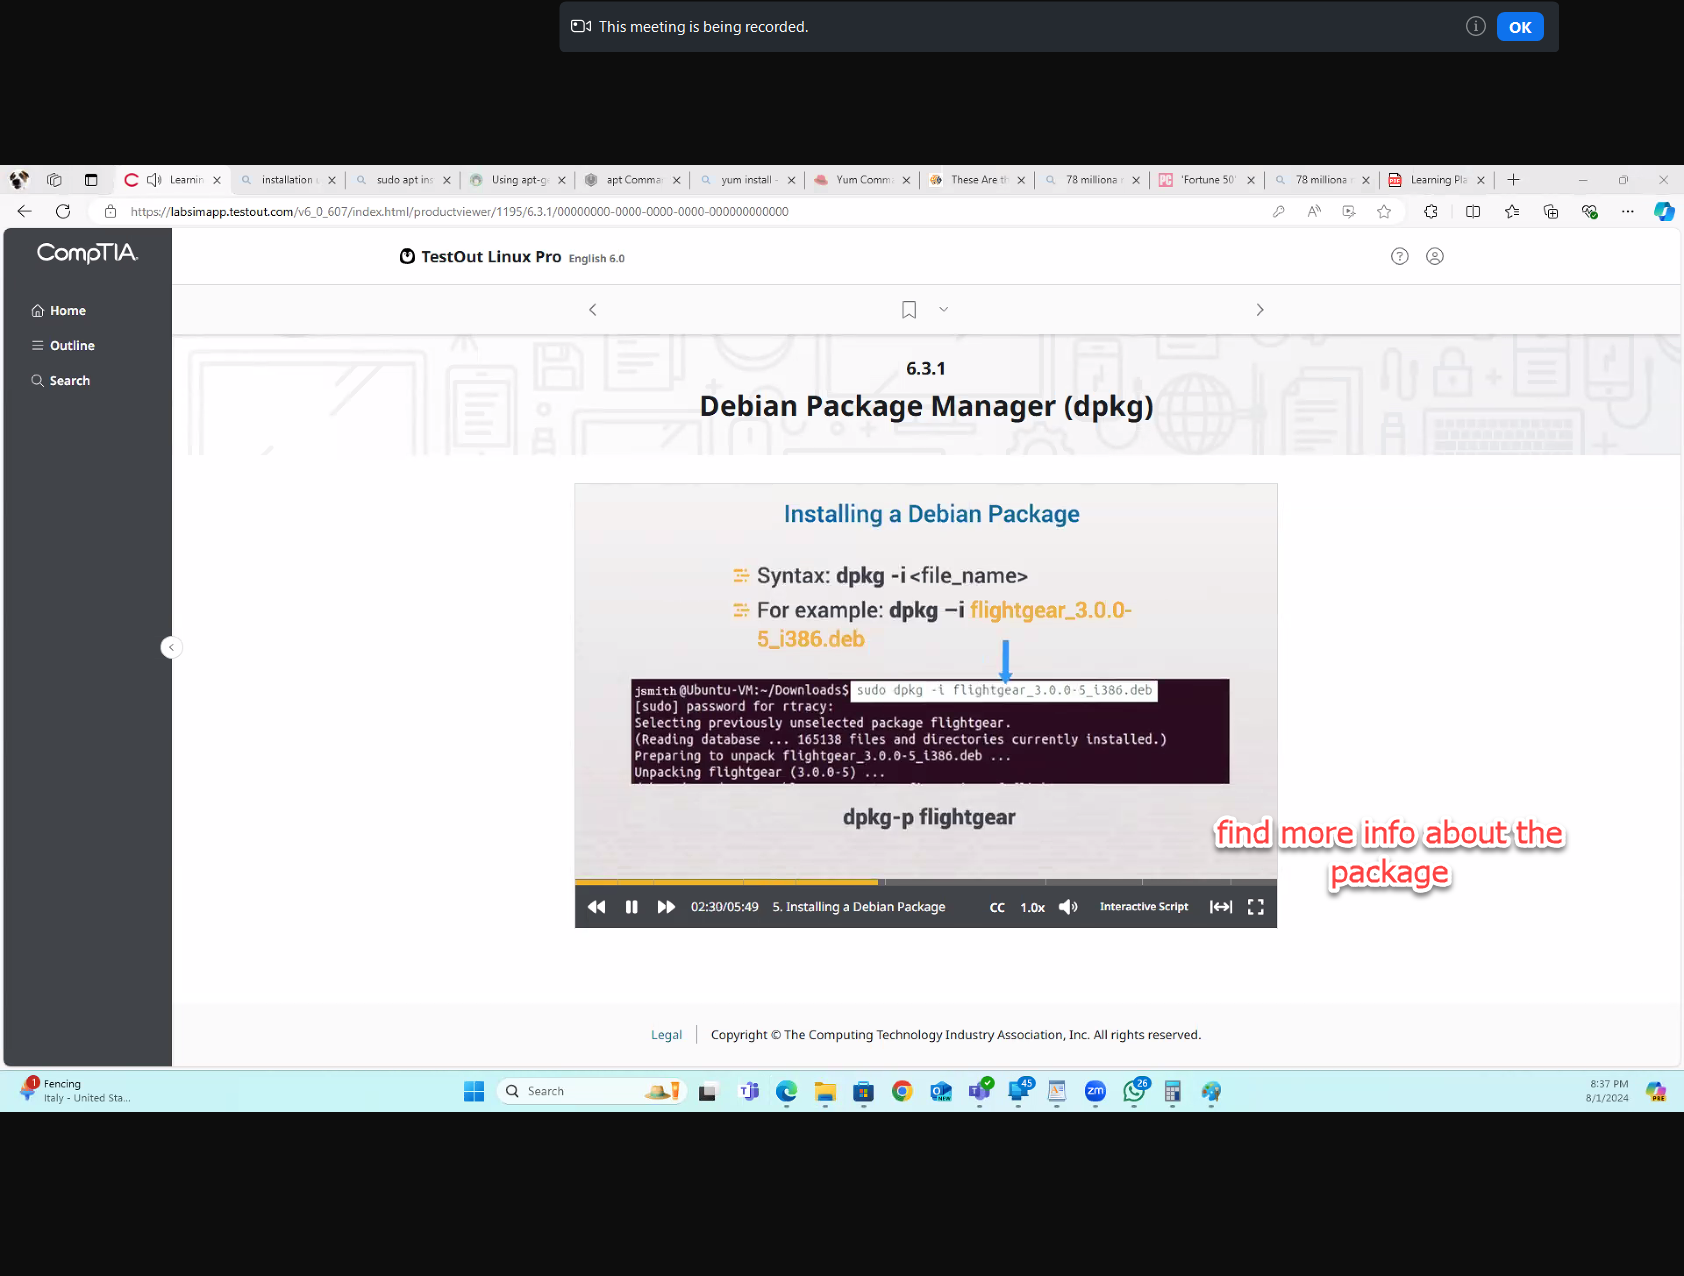 This meeting is being recorded.
OK
Learnin
installation u
sudo apt ins
Using apt-ge
apt Comma
yum install -
Yum Comm
These Are th
78 milliona r
'Fortune 50'
78 milliona r
Learning Pla
https://labsimapp.testout.com/v6_0_607/index.html/productviewer/1195/6.3.1/00000000-0000-0000-0000-000000000000
CompTIA.
TestOut Linux Pro English 6.0
Home
Outline
Search
6.3.1
Debian Package Manager (dpkg)
Installing a Debian Package
Syntax: dpkg -i <file_name>
For example: dpkg –i flightgear_3.0.0-
5_i386.deb
jsmith@Ubuntu-VM:~/Downloads$ sudo dpkg -i flightgear_3.0.0-5_i386.deb
[sudo] password for rtracy:
Selecting previously unselected package flightgear.
(Reading database ... 165138 files and directories currently installed.)
Preparing to unpack flightgear_3.0.0-5_i386.deb ...
Unpacking flightgear (3.0.0-5) ...
dpkg-p flightgear
find more info about the
package
02:30/05:49 5. Installing a Debian Package CC 1.0x Interactive Script
Legal Copyright © The Computing Technology Industry Association, Inc. All rights reserved.
1
Fencing
Italy - United Sta...
Search
45
zm
26
8:37 PM
8/1/2024
PRE